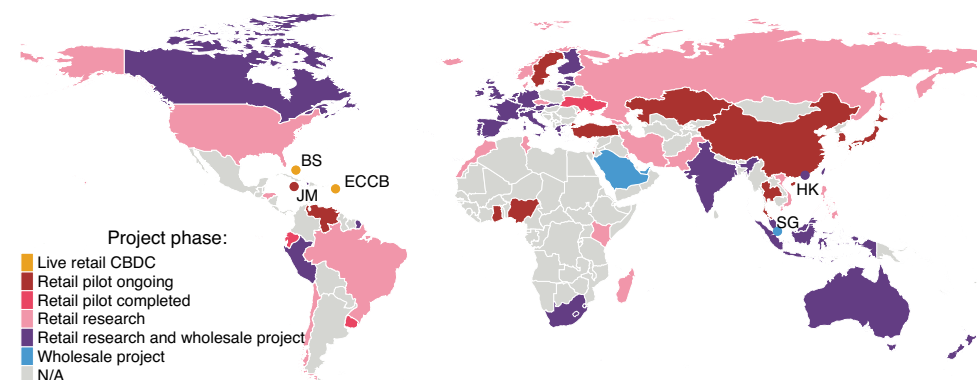 BS
ECCB
JM
HK
SG
Project phase:
Live retail CBDC
Retail pilot ongoing
Retail pilot completed
Retail research
Retail research and wholesale project
Wholesale project
N/A